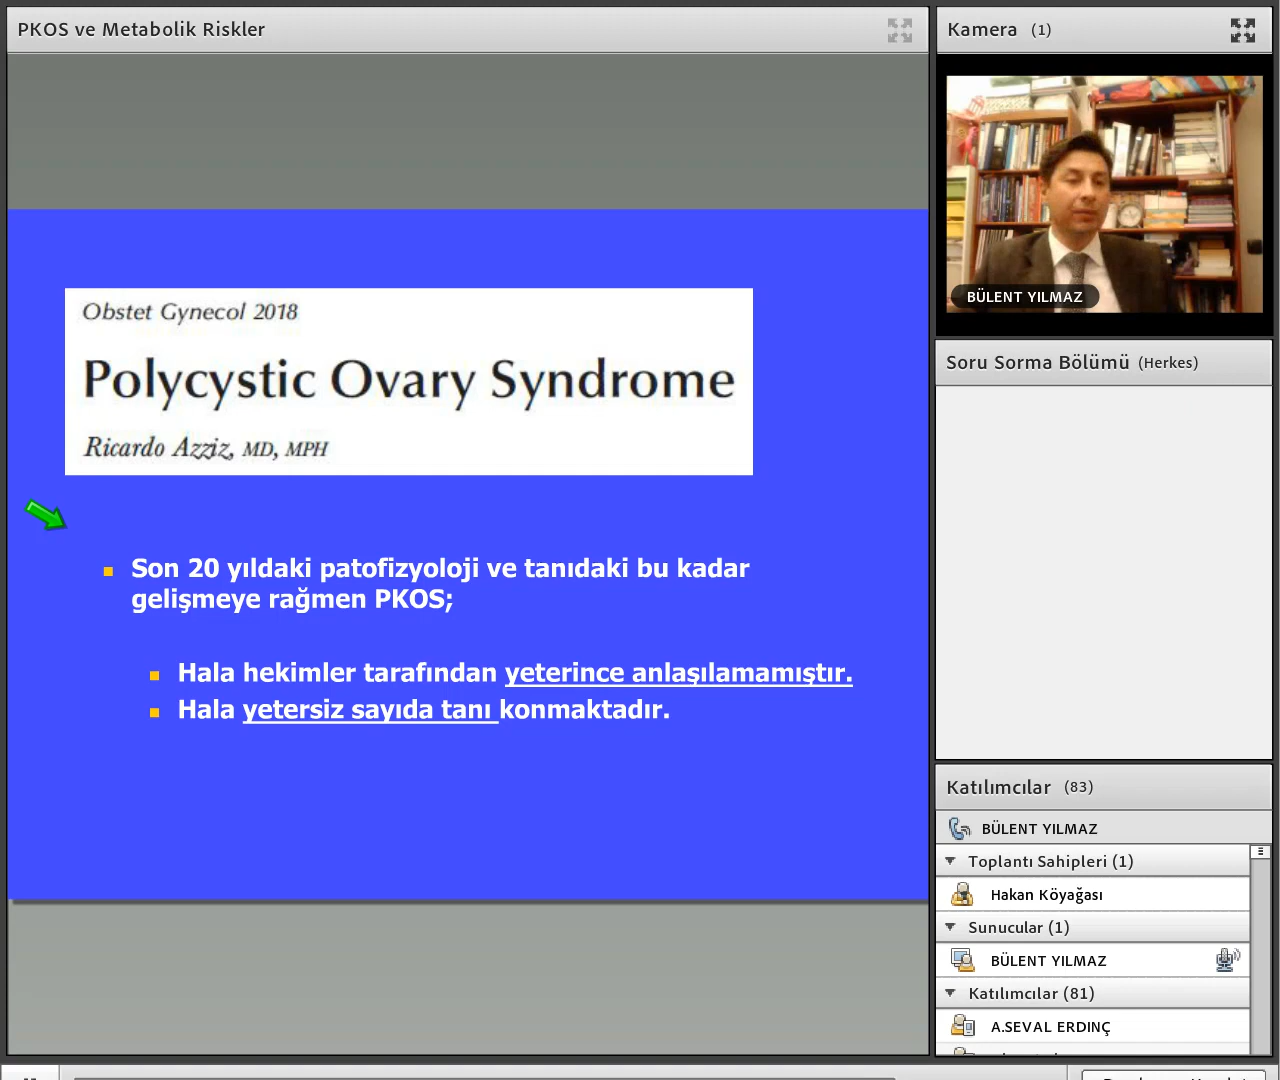 PKOS ve Metabolik Riskler
Obstet Gynecol 2018
Polycystic Ovary Syndrome
Ricardo Azziz, MD, MPH
Son 20 yıldaki patofizyoloji ve tanıdaki bu kadar
gelişmeye rağmen PKOS;
Hala hekimler tarafından yeterince anlaşılamamıştır.
Hala yetersiz sayıda tanı konmaktadır.
Kamera (1)
BÜLENT YILMAZ
Soru Sorma Bölümü (Herkes)
Katılımcılar (83)
BÜLENT YILMAZ
Toplantı Sahipleri (1)
Hakan Köyağası
Sunucular (1)
BÜLENT YILMAZ
Katılımcılar (81)
A.SEVAL ERDINÇ